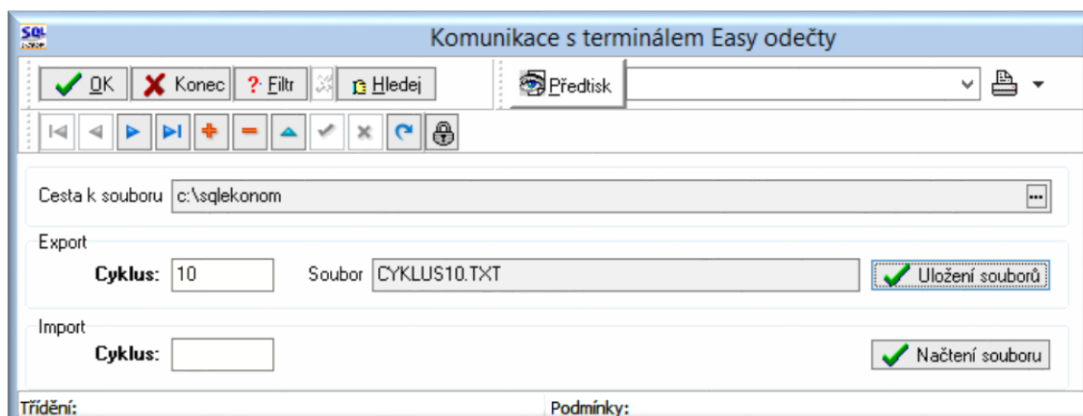 SQL
Komunikace s terminálem Easy odečty
OK Konec Filtr Hledej Předtisk
Cesta k souboru c:\sqlekonom ...
Export
Cyklus: 10 Soubor CYKLUS10.TXT Uložení souborů
Import
Cyklus: Načtení souboru
Třídění: Podmínky: